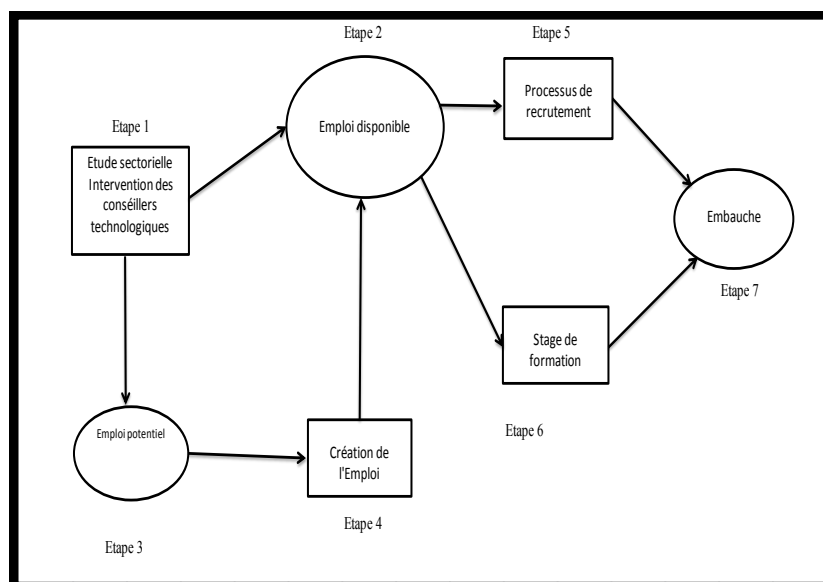 Etape 1
Etude sectorielle
Intervention des
conséillers
technologiques
Etape 2
Emploi disponible
Etape 5
Processus de
recrutement
Embauche
Etape 7
Stage de
formation
Etape 6
Emploi potentiel
Etape 3
Création de
l'Emploi
Etape 4